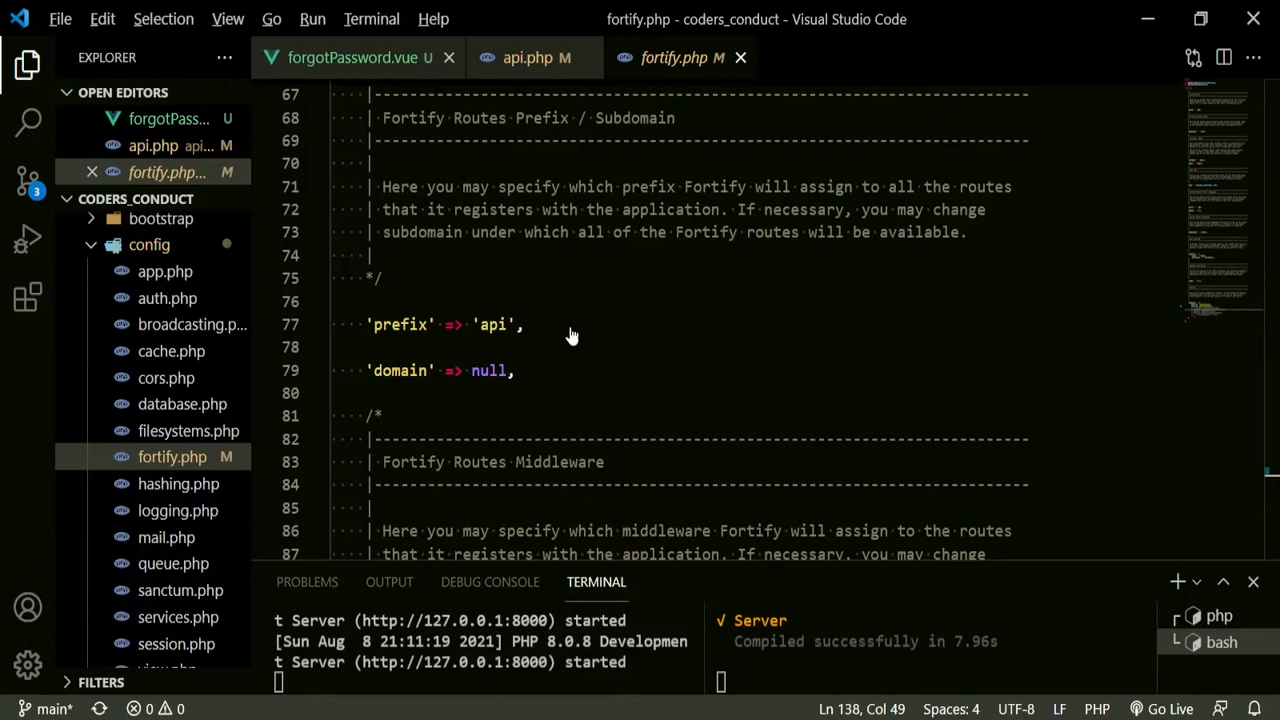 File Edit Selection View Go Run Terminal Help fortify.php - coders_conduct - Visual Studio Code
EXPLORER
OPEN EDITORS
forgotPass... U
api.php api... M
fortify.php... M
CODERS_CONDUCT
bootstrap
config
app.php
auth.php
broadcasting.p...
cache.php
cors.php
database.php
filesystems.php
fortify.php M
hashing.php
logging.php
mail.php
queue.php
sanctum.php
services.php
session.php
FILTERS
3
forgotPassword.vue U api.php M fortify.php M
67 |--------------------------------------------------------------------------
68 | Fortify Routes Prefix / Subdomain
69 |--------------------------------------------------------------------------
70 |
71 | Here you may specify which prefix Fortify will assign to all the routes
72 | that it registers with the application. If necessary, you may change
73 | subdomain under which all of the Fortify routes will be available.
74 |
75 */
76
77 'prefix' => 'api',
78
79 'domain' => null,
80
81 /*
82 |--------------------------------------------------------------------------
83 | Fortify Routes Middleware
84 |--------------------------------------------------------------------------
85 |
86 | Here you may specify which middleware Fortify will assign to the routes
87 | that it registers with the application. If necessary, you may change
PROBLEMS OUTPUT DEBUG CONSOLE TERMINAL
t Server (http://127.0.0.1:8000) started
[Sun Aug 8 21:11:19 2021] PHP 8.0.8 Developmen
t Server (http://127.0.0.1:8000) started
√ Server
Compiled successfully in 7.96s
php
bash
main* 0 0 Ln 138, Col 49 Spaces: 4 UTF-8 LF PHP Go Live